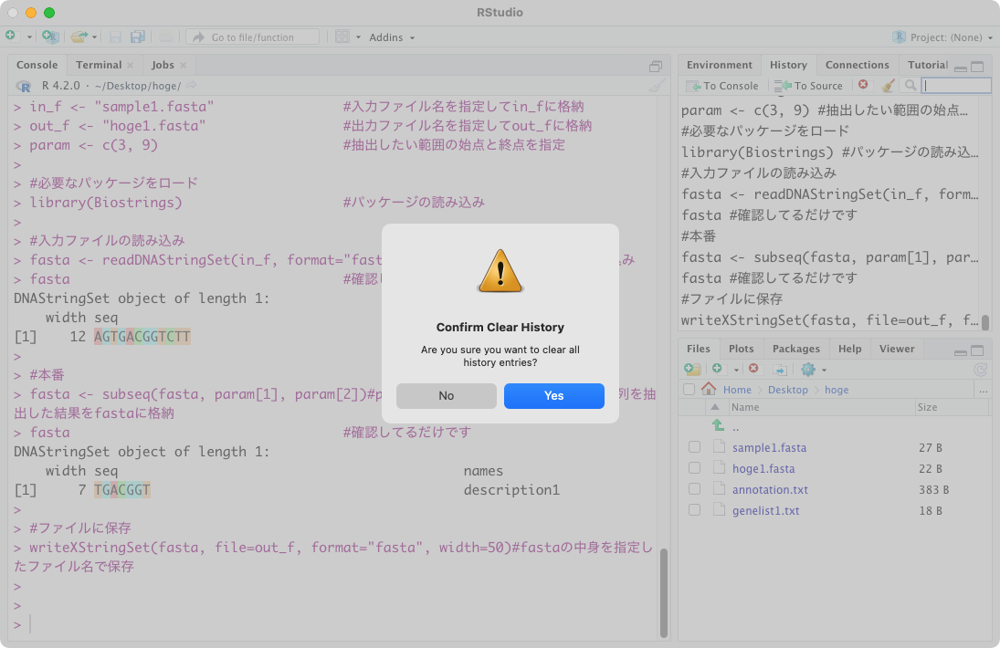 RStudio
Go to file/function
Addins
Project: (None)
Console
Terminal
Jobs
R 4.2.0 · ~/Desktop/hoge/
> in_f <- "sample1.fasta" #入力ファイル名を指定してin_fに格納
> out_f <- "hoge1.fasta" #出力ファイル名を指定してout_fに格納
> param <- c(3, 9) #抽出したい範囲の始点と終点を指定
>
> #必要なパッケージをロード
> library(Biostrings) #パッケージの読み込み
>
> #入力ファイルの読み込み
> fasta <- readDNAStringSet(in_f, format="fast み
> fasta #確認し
DNAStringSet object of length 1:
width seq
[1] 12 AGTGACGGTCTT
>
> #本番
> fasta <- subseq(fasta, param[1], param[2])#p 列を抽
出した結果をfastaに格納
> fasta #確認してるだけです
DNAStringSet object of length 1:
width seq names
[1] 7 TGACGGT description1
>
> #ファイルに保存
> writeXStringSet(fasta, file=out_f, format="fasta", width=50)#fastaの中身を指定し
たファイル名で保存
>
>
>
Confirm Clear History
Are you sure you want to clear all
history entries?
No
Yes
Environment
History
Connections
Tutorial
To Console
To Source
param <- c(3, 9) #抽出したい範囲の始点…
#必要なパッケージをロード
library(Biostrings) #パッケージの読み込…
#入力ファイルの読み込み
fasta <- readDNAStringSet(in_f, form…
fasta #確認してるだけです
#本番
fasta <- subseq(fasta, param[1], par…
fasta #確認してるだけです
#ファイルに保存
writeXStringSet(fasta, file=out_f, f…
Files
Plots
Packages
Help
Viewer
Home
Desktop
hoge
...
Name
Size
..
sample1.fasta 27 B
hoge1.fasta 22 B
annotation.txt 383 B
genelist1.txt 18 B